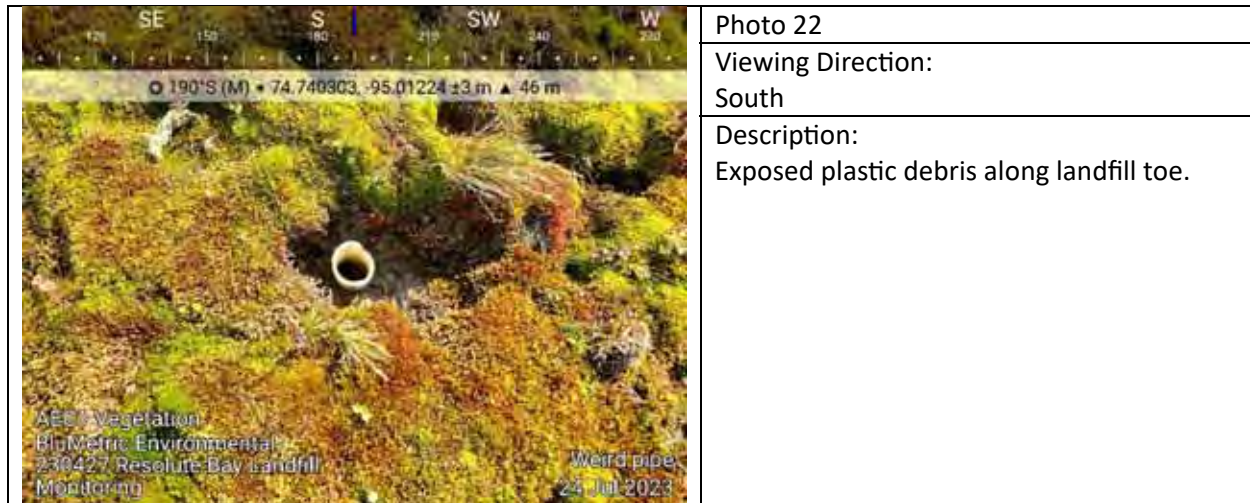 SE S SW W
120 150 180 210 240
190°S (M) • 74.740303, -95.01224 ±3 m ▲ 46 m
Vegetation
BluMetric Environmental
230427 Resolute Bay Landfill
Monitoring
Weird pipe
24 Jul 2023
Photo 22
Viewing Direction:
South
Description:
Exposed plastic debris along landfill toe.